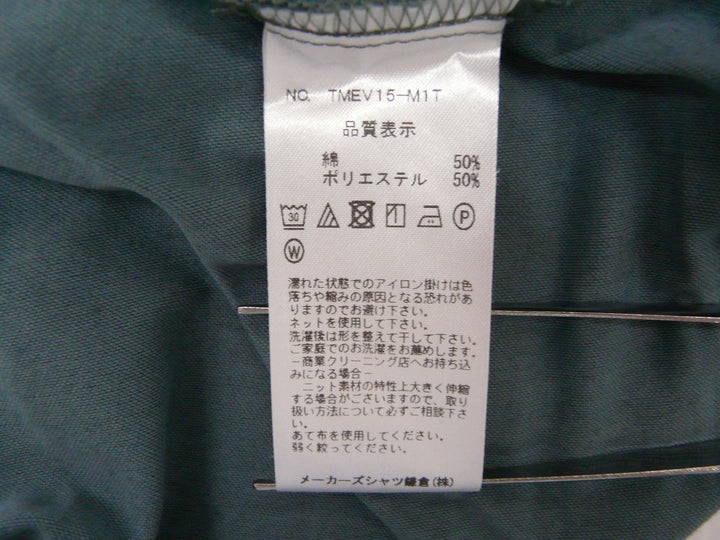 NO. TMEV15-M1T
品質表示
綿 50%
ポリエステル 50%
30 P
W
濡れた状態でのアイロン掛けは色
落ちや縮みの原因となる恐れがあ
りますのでお避け下さい。
ネットを使用して下さい。
洗濯後は形を整えて干して下さい。
ご家庭でのお洗濯をお薦めします。
－商業クリーニング店へお持ち込
みになる場合－
ニット素材の特性上大きく伸縮
する場合がございますので、取り
扱い方法について必ずご相談下さ
い。
あて布を使用してください。
弱く絞ってください。
メーカーズシャツ鎌倉(株)